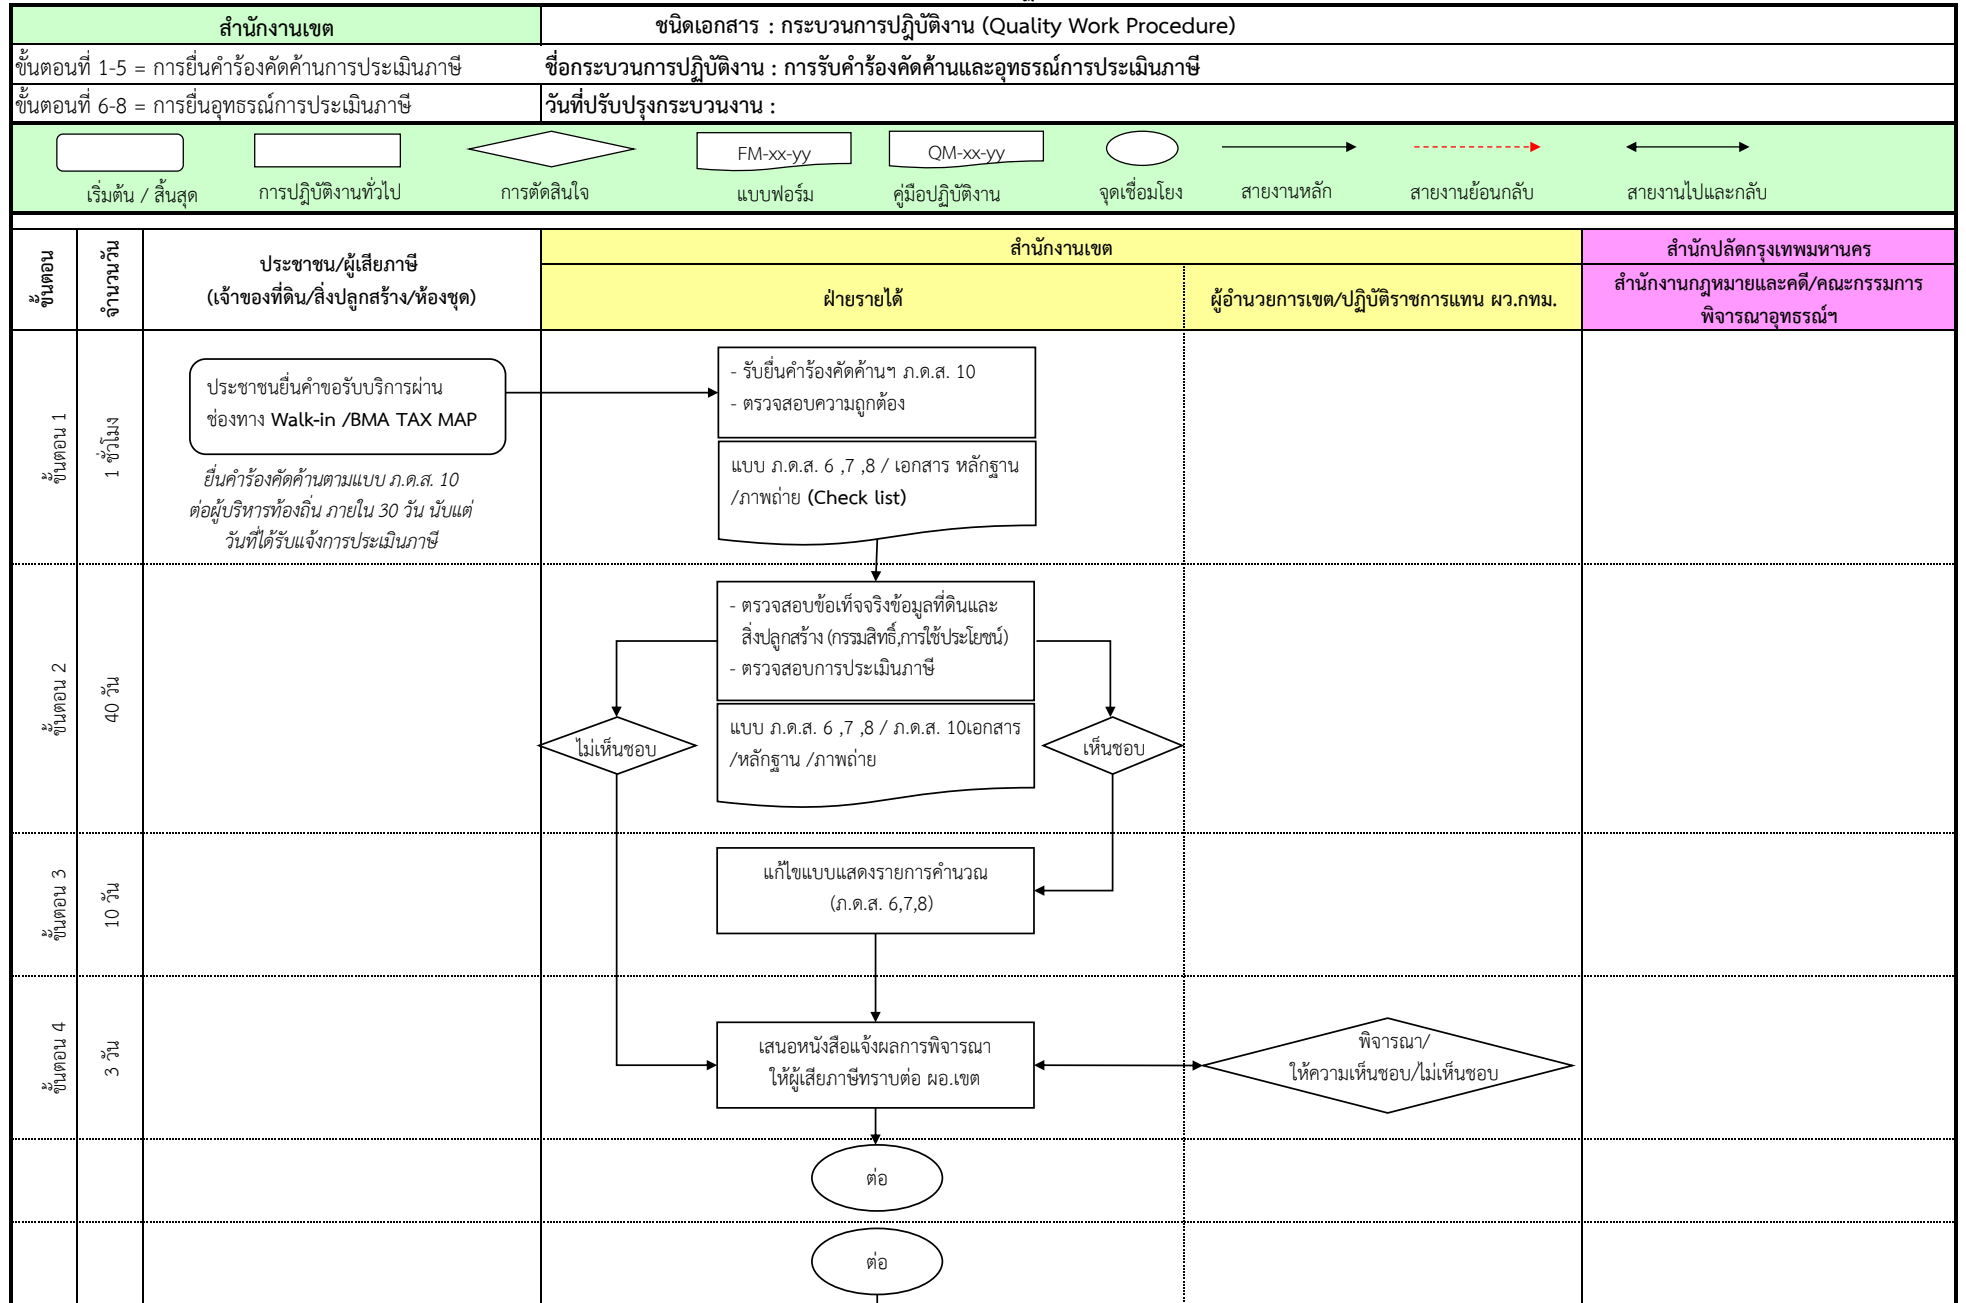 สำนักงานเขต
ชนิดเอกสาร : กระบวนการปฎิบัติงาน (Quality Work Procedure)
ขั้นตอนที่ 1-5 = การยื่นคำร้องคัดค้านการประเมินภาษี
ชื่อกระบวนการปฏิบัติงาน : การรับคำร้องคัดค้านและอุทธรณ์การประเมินภาษี
ขั้นตอนที่ 6-8 = การยื่นอุทธรณ์การประเมินภาษี
วันที่ปรับปรุงกระบวนงาน :
FM-xx-yy
QM-xx-yy
เริ่มต้น / สิ้นสุด
การปฎิบัติงานทั่วไป
การตัดสินใจ
แบบฟอร์ม
คู่มือปฏิบัติงาน
จุดเชื่อมโยง
สายงานหลัก
สายงานย้อนกลับ
สายงานไปและกลับ
ขั้นตอน
จำนวนวัน
ประชาชน/ผู้เสียภาษี
(เจ้าของที่ดิน/สิ่งปลูกสร้าง/ห้องชุด)
สำนักงานเขต
ฝ่ายรายได้
ผู้อำนวยการเขต/ปฏิบัติราชการแทน ผว.กทม.
สำนักปลัดกรุงเทพมหานคร
สำนักงานกฎหมายและคดี/คณะกรรมการ
พิจารณาอุทธรณ์ฯ
ขั้นตอน 1
1 ชั่วโมง
ประชาชนยื่นคำขอรับบริการผ่าน
ช่องทาง Walk-in /BMA TAX MAP
ยื่นคำร้องคัดค้านตามแบบ ภ.ด.ส. 10
ต่อผู้บริหารท้องถิ่น ภายใน 30 วัน นับแต่
วันที่ได้รับแจ้งการประเมินภาษี
- รับยื่นคำร้องคัดค้านฯ ภ.ด.ส. 10
- ตรวจสอบความถูกต้อง
แบบ ภ.ด.ส. 6 ,7 ,8 / เอกสาร หลักฐาน
/ภาพถ่าย (Check list)
ขั้นตอน 2
40 วัน
- ตรวจสอบข้อเท็จจริงข้อมูลที่ดินและ
สิ่งปลูกสร้าง (กรรมสิทธิ์,การใช้ประโยชน์)
- ตรวจสอบการประเมินภาษี
ไม่เห็นชอบ
แบบ ภ.ด.ส. 6 ,7 ,8 / ภ.ด.ส. 10เอกสาร
/หลักฐาน /ภาพถ่าย
เห็นชอบ
ขั้นตอน 3
10 วัน
แก้ไขแบบแสดงรายการคำนวณ
(ภ.ด.ส. 6,7,8)
ขั้นตอน 4
3 วัน
เสนอหนังสือแจ้งผลการพิจารณา
ให้ผู้เสียภาษีทราบต่อ ผอ.เขต
พิจารณา/
ให้ความเห็นชอบ/ไม่เห็นชอบ
ต่อ
ต่อ